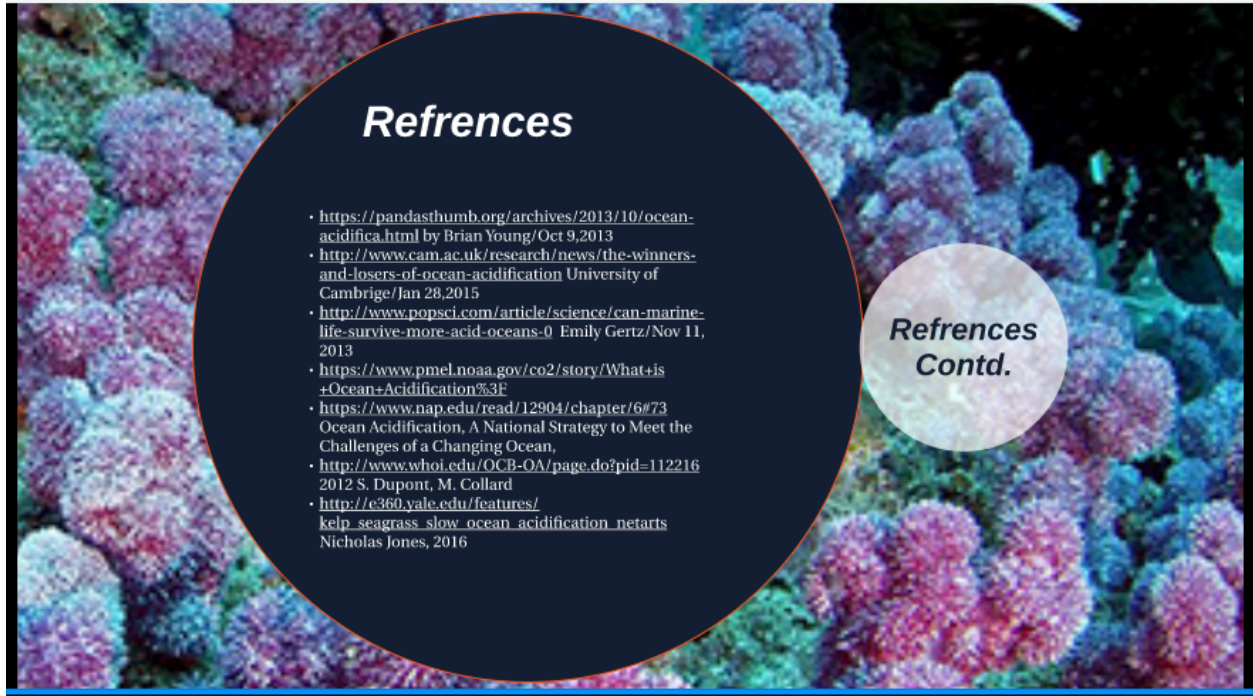 Refrences
• https://pandasthumb.org/archives/2013/10/ocean-
acidifica.html by Brian Young/Oct 9,2013
• http://www.cam.ac.uk/research/news/the-winners-
and-losers-of-ocean-acidification University of
Cambrige/Jan 28,2015
• http://www.popsci.com/article/science/can-marine-
life-survive-more-acid-oceans-0 Emily Gertz/Nov 11,
2013
• https://www.pmel.noaa.gov/co2/story/What+is
+Ocean+Acidification%3F
• https://www.nap.edu/read/12904/chapter/6#73
Ocean Acidification, A National Strategy to Meet the
Challenges of a Changing Ocean,
• http://www.whoi.edu/OCB-OA/page.do?pid=112216
2012 S. Dupont, M. Collard
• http://e360.yale.edu/features/
kelp_seagrass_slow_ocean_acidification_netarts
Nicholas Jones, 2016
Refrences
Contd.